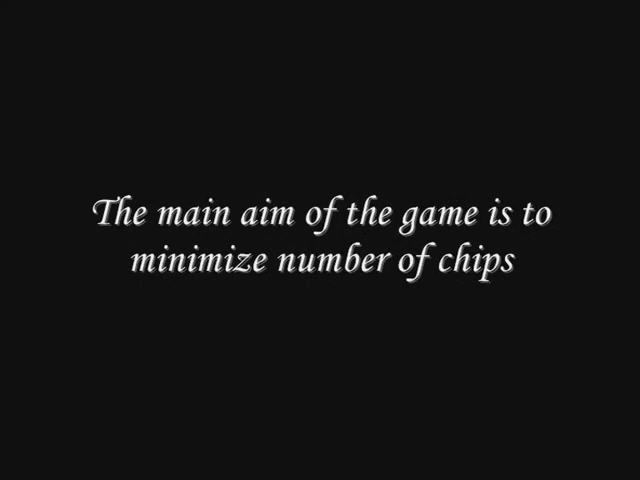 The main aim of the game is to
minimize number of chips